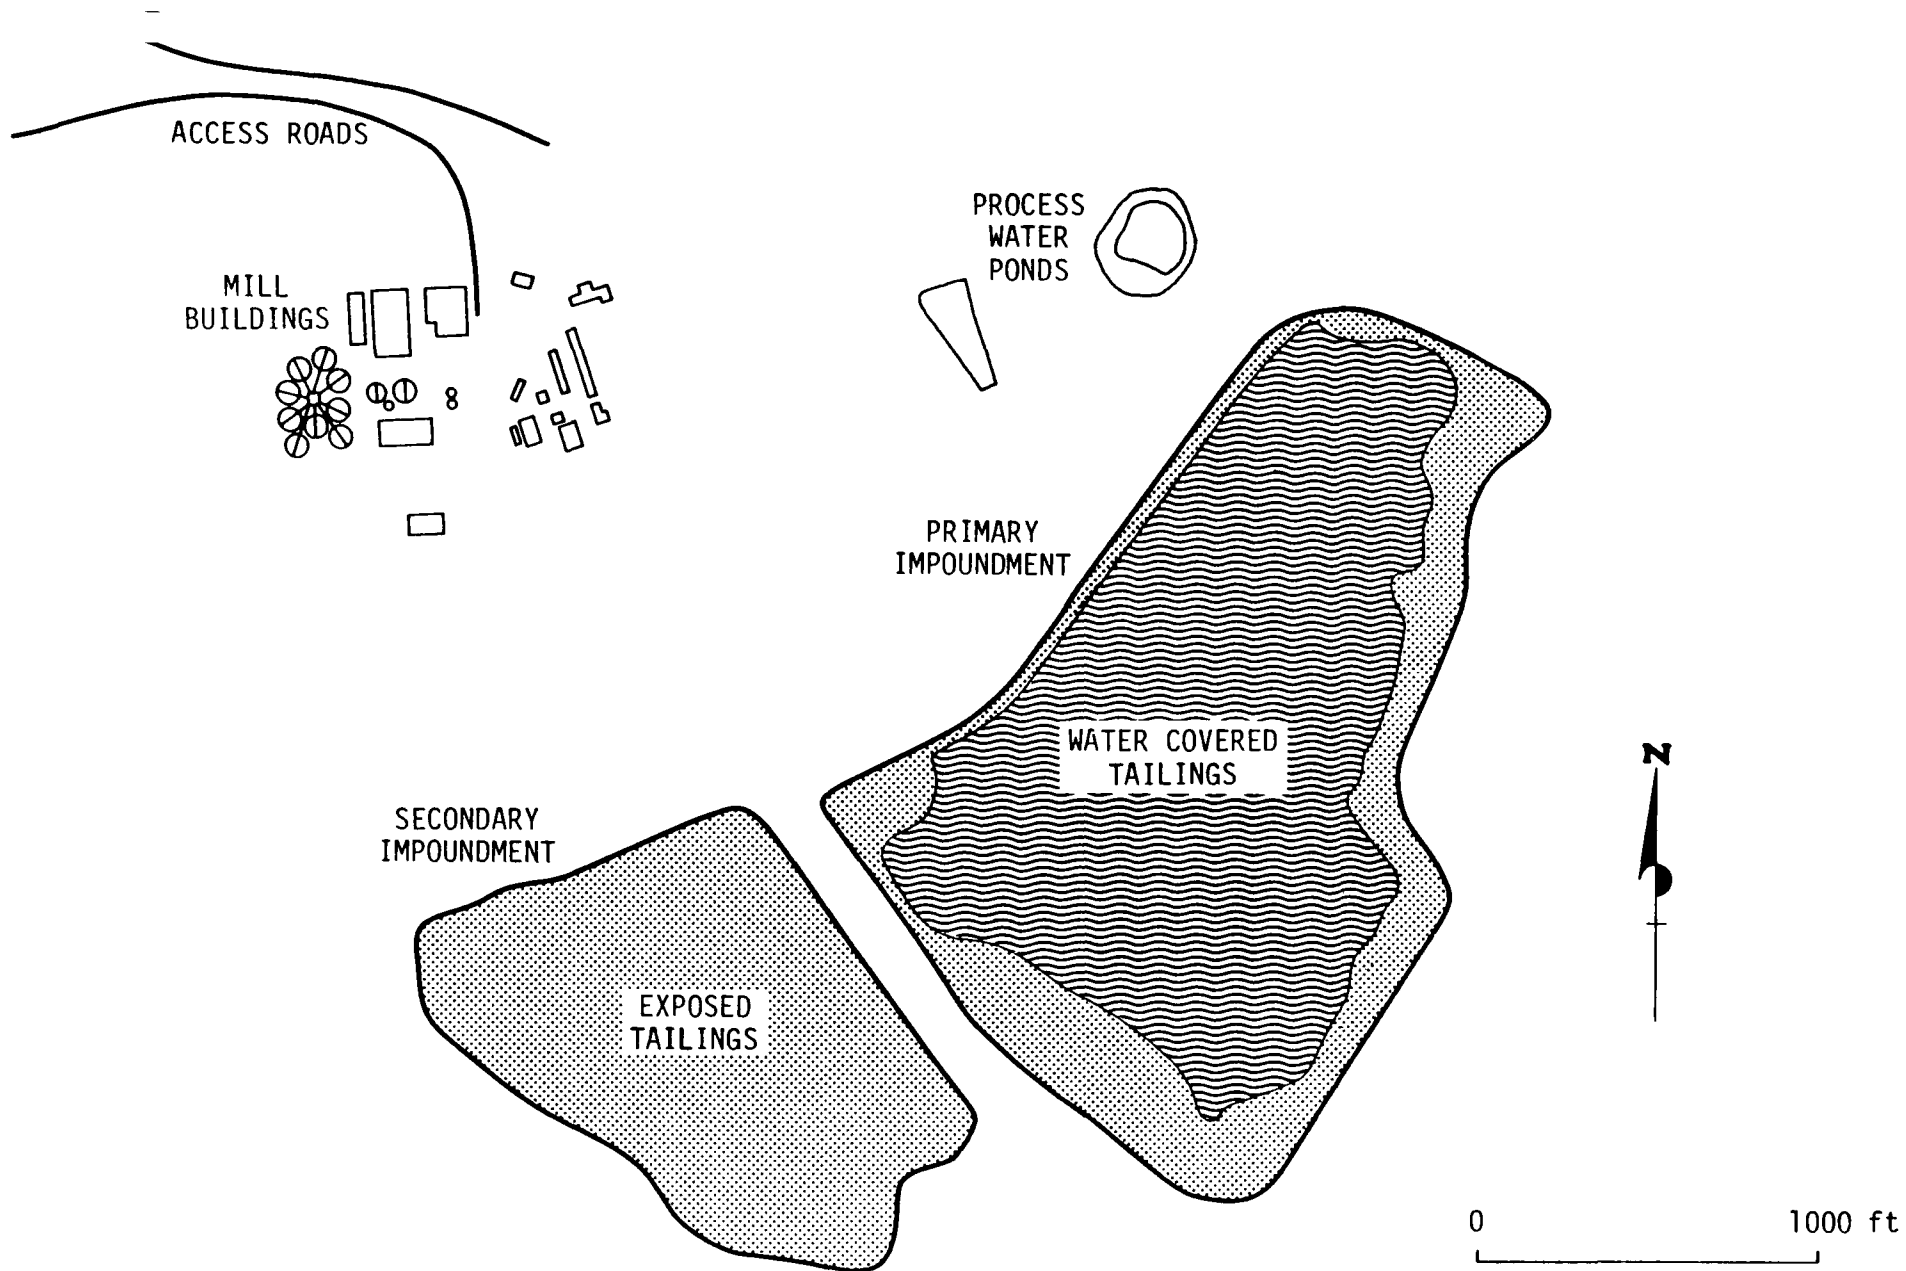 ACCESS ROADS
PROCESS
WATER
PONDS
MILL
BUILDINGS
PRIMARY
IMPOUNDMENT
WATER COVERED
TAILINGS
N
SECONDARY
IMPOUNDMENT
EXPOSED
TAILINGS
0 1000 ft